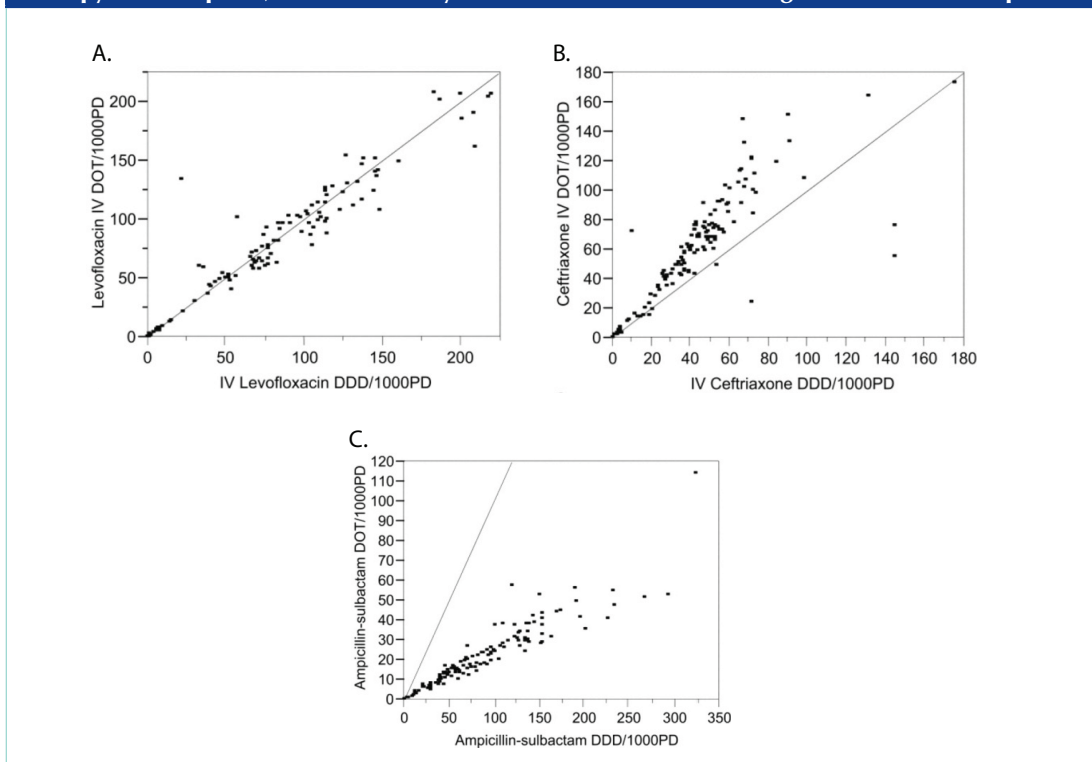 A.
Levofloxacin IV DOT/1000PD
200
150
100
50
0
0 50 100 150 200
IV Levofloxacin DDD/1000PD
B.
Ceftriaxone IV DOT/1000PD
180
160
140
120
100
80
60
40
20
0
0 20 40 60 80 100 120 140 160 180
IV Ceftriaxone DDD/1000PD
C.
Ampicillin-sulbactam DOT/1000PD
120
110
100
90
80
70
60
50
40
30
20
10
0
0 50 100 150 200 250 300 350
Ampicillin-sulbactam DDD/1000PD